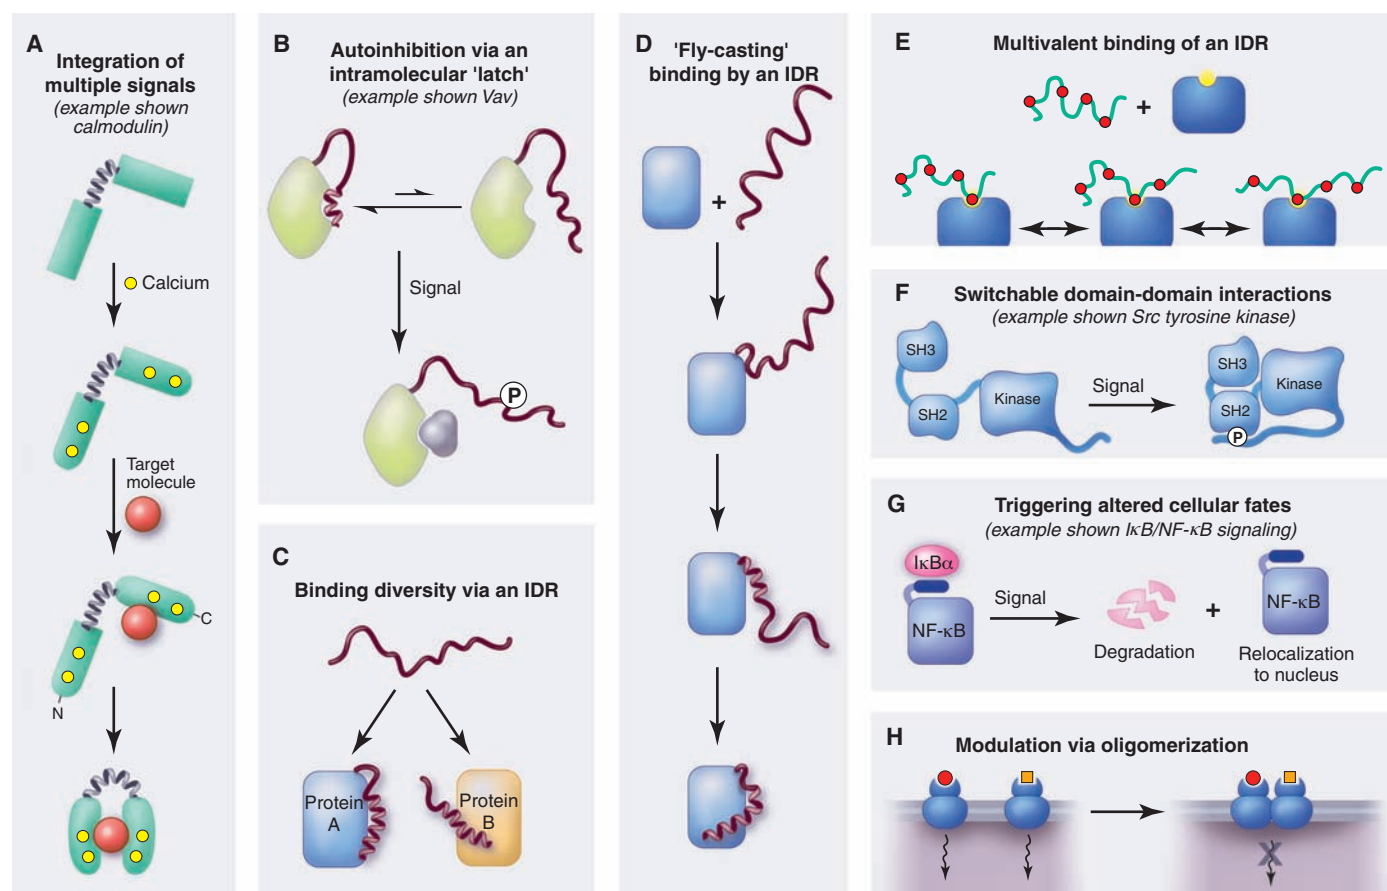 A
Integration of
multiple signals
(example shown
calmodulin)
Calcium
Target
molecule
C
N
B
Autoinhibition via an
intramolecular 'latch'
(example shown Vav)
Signal
P
C
Binding diversity via an IDR
Protein
A
Protein
B
D
'Fly-casting'
binding by an IDR
+
E
Multivalent binding of an IDR
+
F
Switchable domain-domain interactions
(example shown Src tyrosine kinase)
SH3
SH2
Kinase
Signal
SH3
SH2
Kinase
P
G
Triggering altered cellular fates
(example shown IκB/NF-κB signaling)
IκBα
NF-κB
Signal
Degradation
+
NF-κB
Relocalization
to nucleus
H
Modulation via oligomerization
X